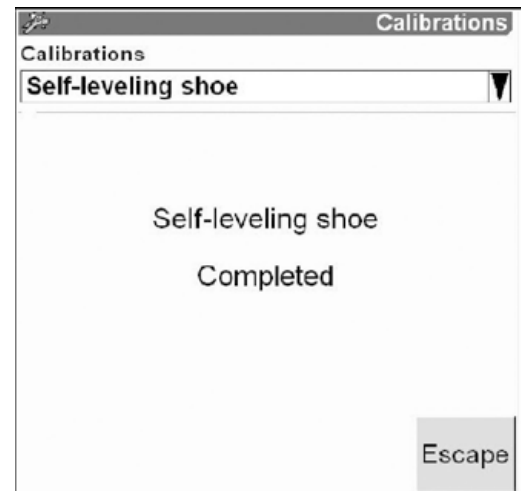 Calibrations
Calibrations
Self-leveling shoe
Self-leveling shoe
Completed
Escape